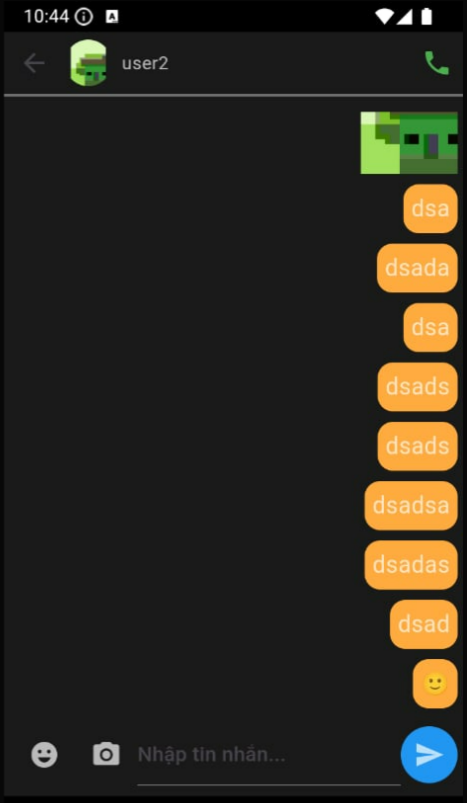 10:44
user2
dsa
dsada
dsa
dsads
dsads
dsadsa
dsadas
dsad
🙂
Nhập tin nhắn...